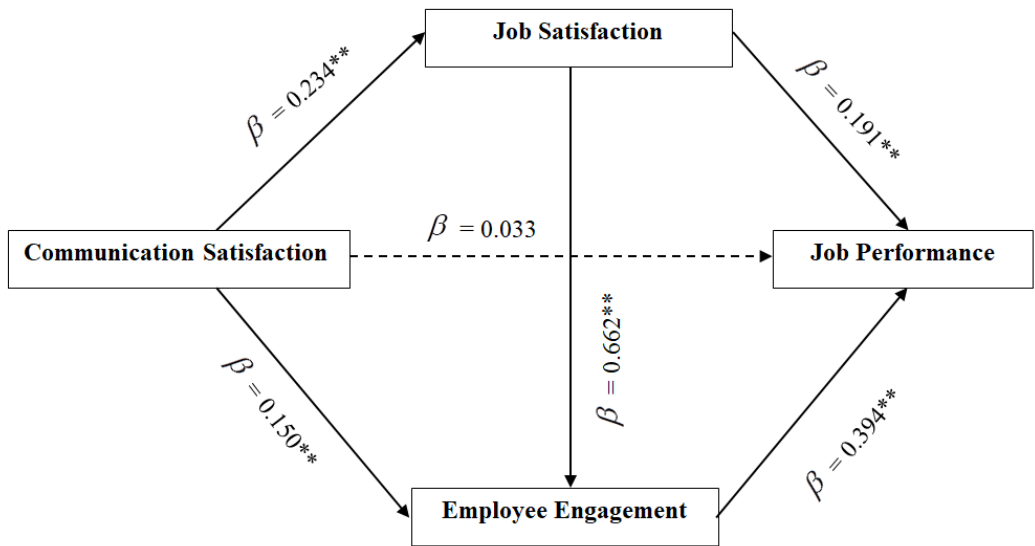 Job Satisfaction
β = 0.234**
β = 0.191**
β = 0.033
Communication Satisfaction
Job Performance
β = 0.662**
β = 0.150**
β = 0.394**
Employee Engagement